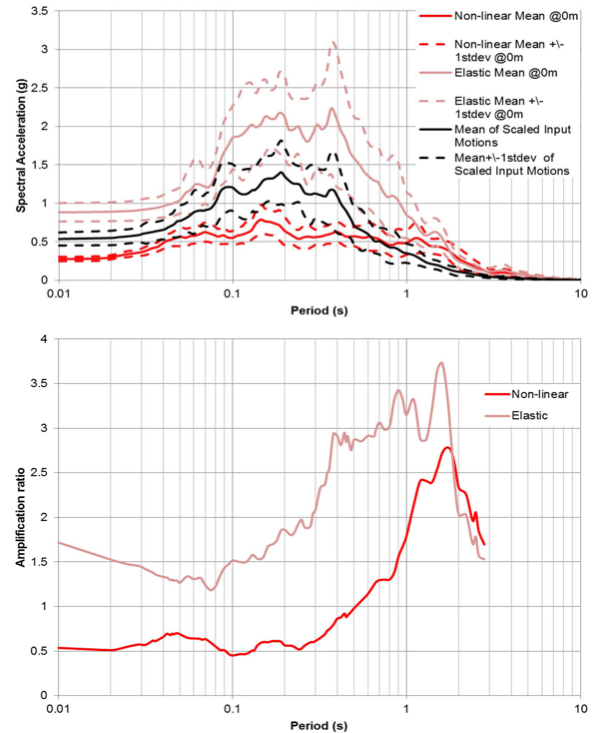 3.5
3
2.5
2
1.5
1
0.5
0
Spectral Acceleration (g)
0.01
0.1
1
10
Period (s)
Non-linear Mean @0m
Non-linear Mean +\-
1stdev @0m
Elastic Mean @0m
Elastic Mean +\-
1stdev @0m
Mean of Scaled Input
Motions
Mean+\-1stdev of
Scaled Input Motions
4
3.5
3
2.5
2
1.5
1
0.5
0
Amplification ratio
0.01
0.1
1
10
Period (s)
Non-linear
Elastic